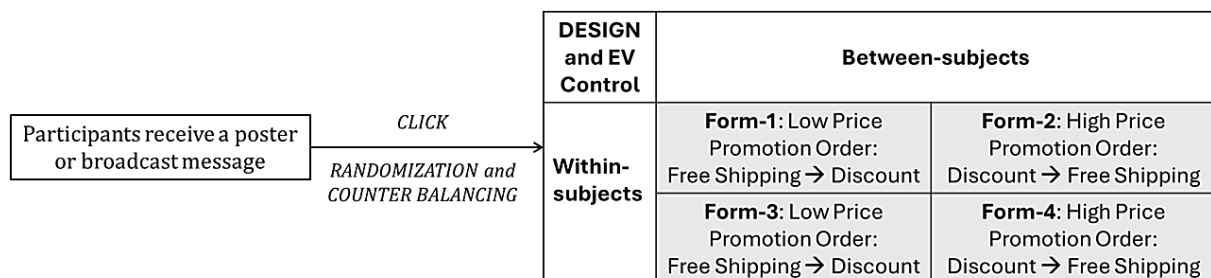 Participants receive a poster
or broadcast message
CLICK
RANDOMIZATION and
COUNTER BALANCING
DESIGN
and EV
Control
Between-subjects
Within-
subjects
Form-1: Low Price
Promotion Order:
Free Shipping → Discount
Form-2: High Price
Promotion Order:
Discount → Free Shipping
Form-3: Low Price
Promotion Order:
Free Shipping → Discount
Form-4: High Price
Promotion Order:
Discount → Free Shipping